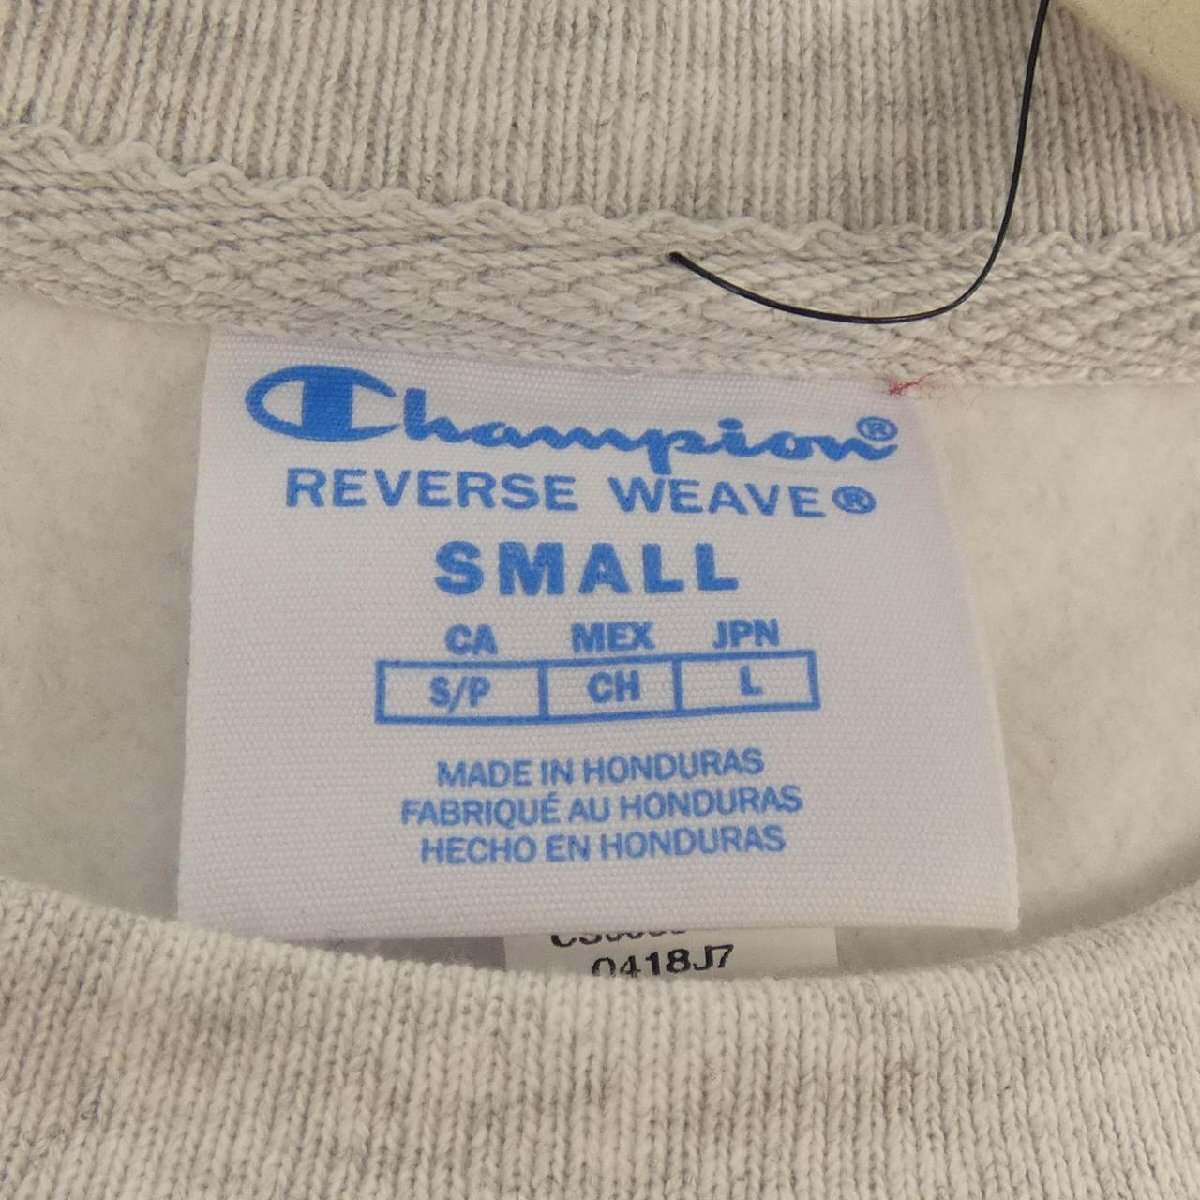 Champion®
REVERSE WEAVE®
SMALL
CA MEX JPN
S/P CH L
MADE IN HONDURAS
FABRIQUÉ AU HONDURAS
HECHO EN HONDURAS
0418J7